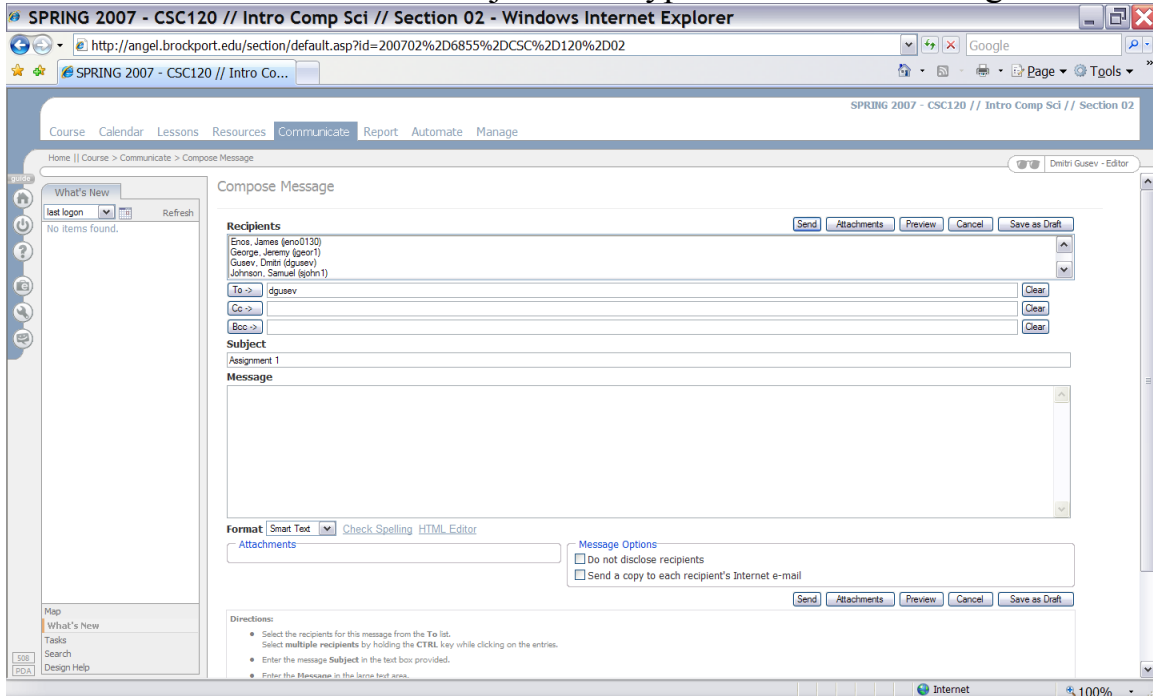 SPRING 2007 - CSC120 // Intro Comp Sci // Section 02 - Windows Internet Explorer
http://angel.brockport.edu/section/default.asp?id=200702%2D6855%2DCSC%2D120%2D02
Google
SPRING 2007 - CSC120 // Intro Co...
Page Tools
SPRING 2007 - CSC120 // Intro Comp Sci // Section 02
Course Calendar Lessons Resources Communicate Report Automate Manage
Home || Course > Communicate > Compose Message
Dmitri Gusev - Editor
guide
What's New
last logon Refresh
No items found.
Compose Message
Recipients Send Attachments Preview Cancel Save as Draft
Enos, James (jeno0130)
George, Jeremy (jgeor1)
Gusev, Dmitri (dgusev)
Johnson, Samuel (sjohn1)
To -> dgusev Clear
Cc -> Clear
Bcc -> Clear
Subject
Assignment 1
Message
Format Smart Text Check Spelling HTML Editor
Attachments
Message Options
Do not disclose recipients
Send a copy to each recipient's Internet e-mail
Send Attachments Preview Cancel Save as Draft
Directions:
Select the recipients for this message from the To list.
Select multiple recipients by holding the CTRL key while clicking on the entries.
Enter the message Subject in the text box provided.
Enter the Message in the large text area.
Map
What's New
Tasks
Search
Design Help
508
PDA
Internet 100%